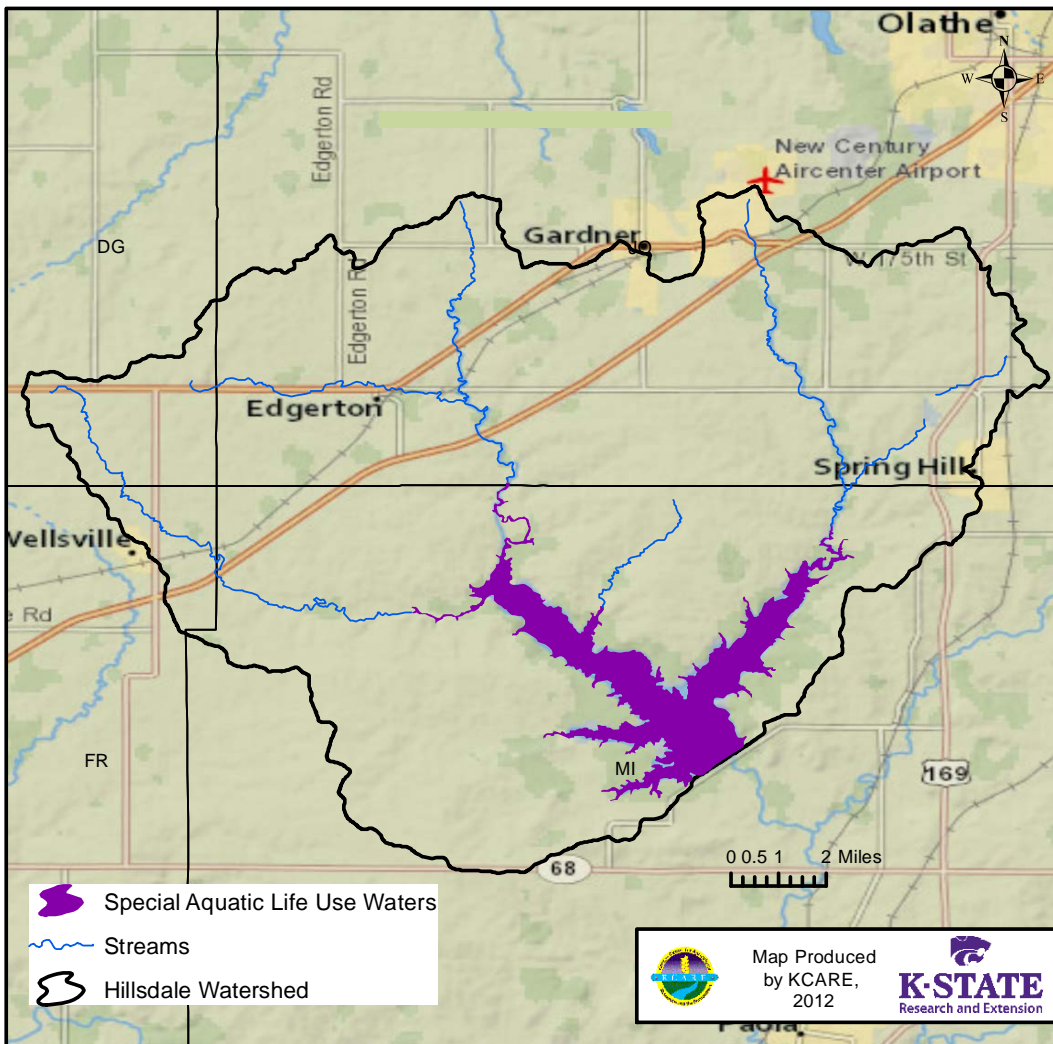 Olathe
N
W E
S
Edgerton Rd
New Century
Aircenter Airport
DG
Gardner
W 175th St
Edgerton Rd
Edgerton
Spring Hill
Wellsville
e Rd
FR
MI
169
68
0 0.5 1 2 Miles
Special Aquatic Life Use Waters
Streams
Hillsdale Watershed
Map Produced
by KCARE,
2012
K-STATE
Research and Extension
Paola